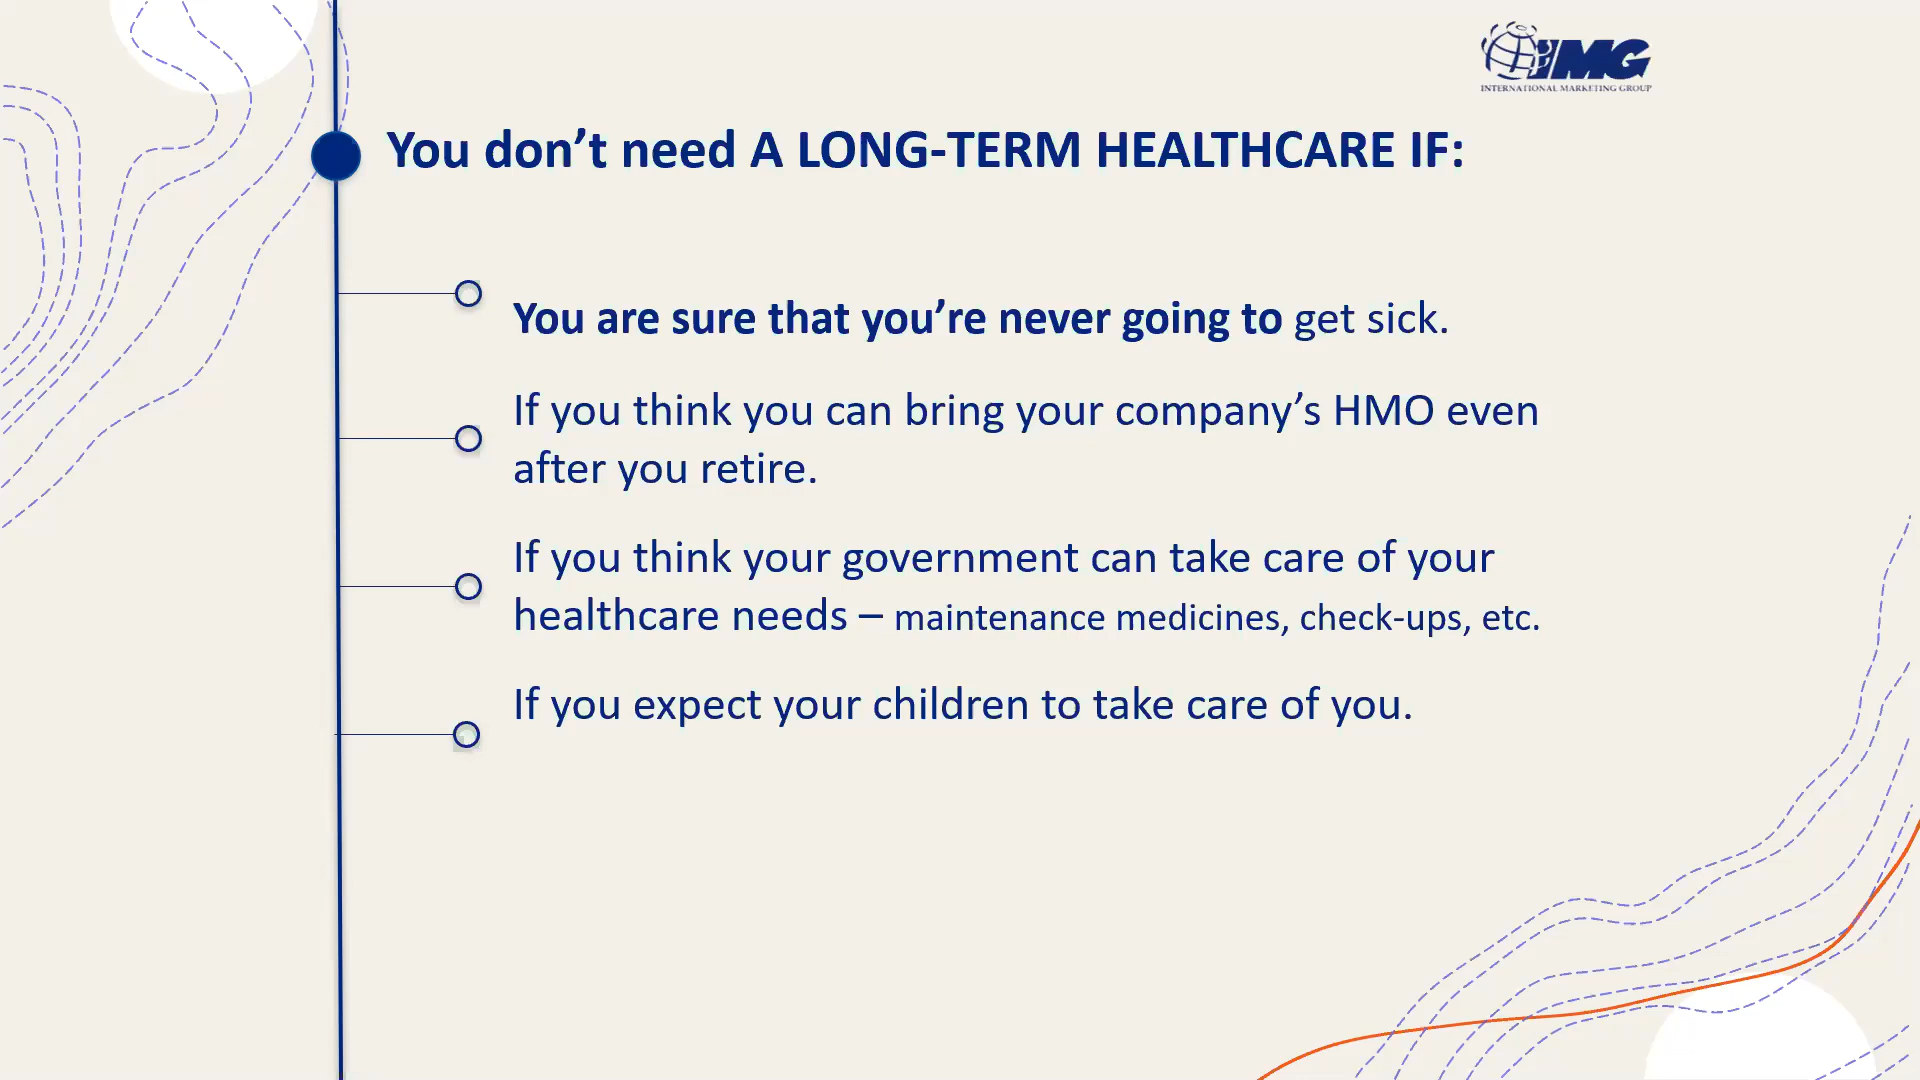 IMG
INTERNATIONAL MARKETING GROUP
You don’t need A LONG-TERM HEALTHCARE IF:
You are sure that you’re never going to get sick.
If you think you can bring your company’s HMO even
after you retire.
If you think your government can take care of your
healthcare needs – maintenance medicines, check-ups, etc.
If you expect your children to take care of you.